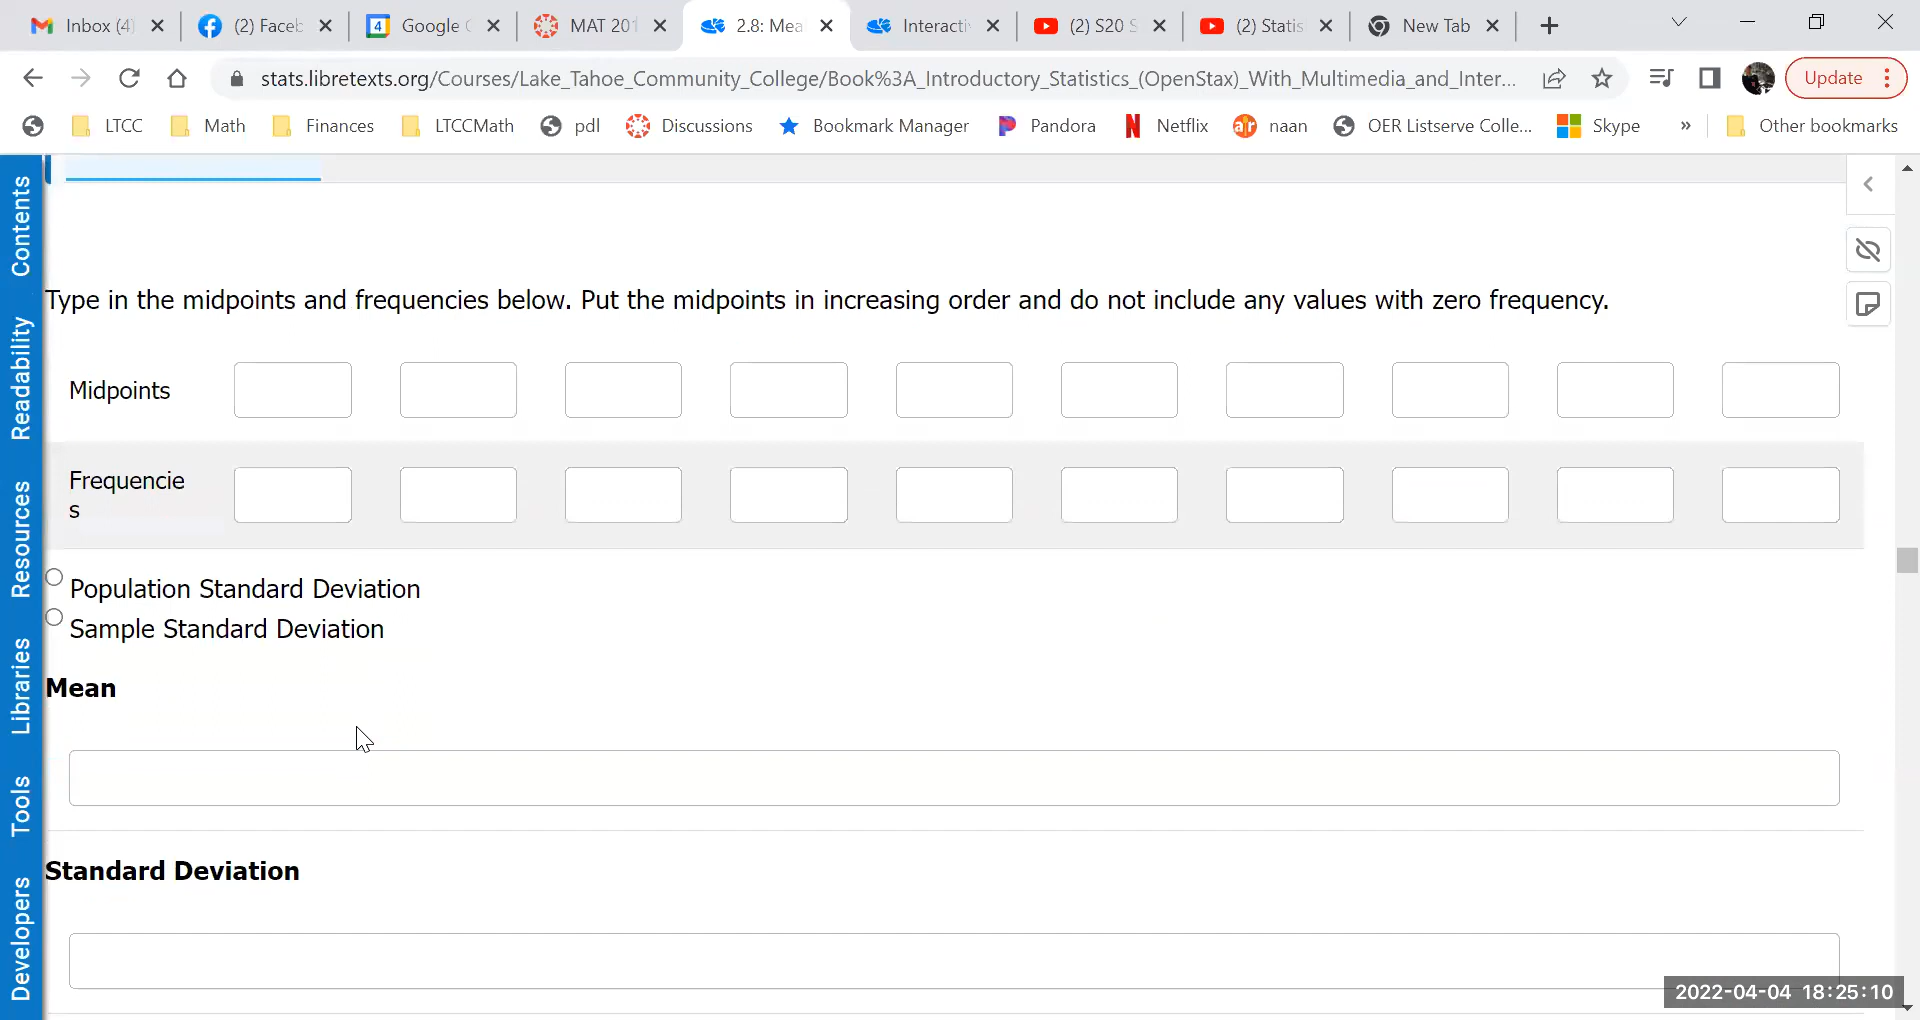 Inbox (4)
(2) Faceb
4
Google C
MAT 201
2.8: Mea
Interacti
(2) S20 S
(2) Statis
New Tab
stats.libretexts.org/Courses/Lake_Tahoe_Community_College/Book%3A_Introductory_Statistics_(OpenStax)_With_Multimedia_and_Inter...
Update
LTCC
Math
Finances
LTCCMath
pdl
Discussions
Bookmark Manager
Pandora
Netflix
naan
OER Listserve Colle...
Skype
»
Other bookmarks
Contents
Readability
Resources
Libraries
Tools
Developers
Type in the midpoints and frequencies below. Put the midpoints in increasing order and do not include any values with zero frequency.
Midpoints
Frequencie
s
Population Standard Deviation
Sample Standard Deviation
Mean
Standard Deviation
2022-04-04 18:25:10